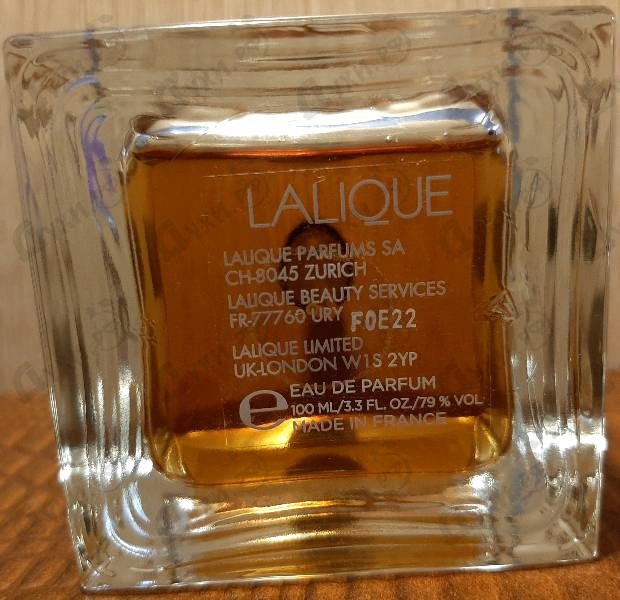 LALIQUE
LALIQUE PARFUMS SA
CH-8045 ZURICH
LALIQUE BEAUTY SERVICES
FR-77760 URY F0E22
LALIQUE LIMITED
UK-LONDON W1S 2YP
e EAU DE PARFUM
100 ML/3.3 FL. OZ./79 % VOL
MADE IN FRANCE